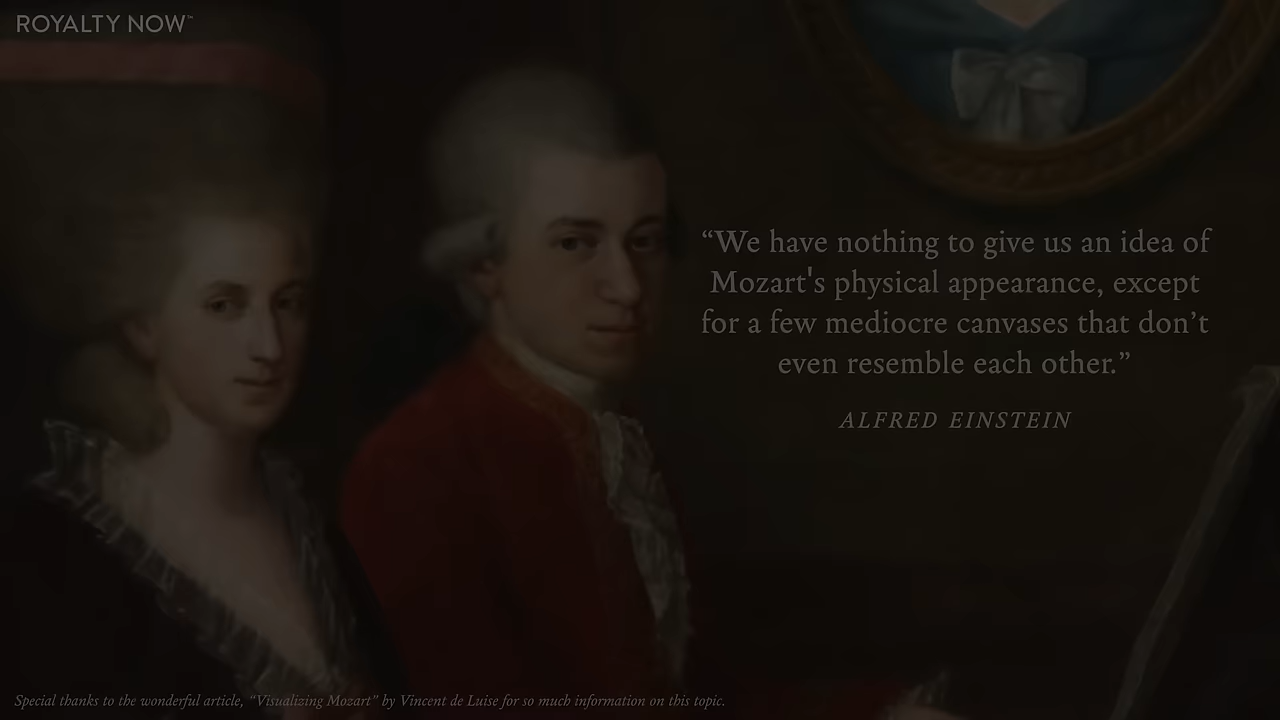 ROYALTY NOW™
“We have nothing to give us an idea of
Mozart's physical appearance, except
for a few mediocre canvases that don’t
even resemble each other.”
ALFRED EINSTEIN
Special thanks to the wonderful article, “Visualizing Mozart” by Vincent de Luise for so much information on this topic.